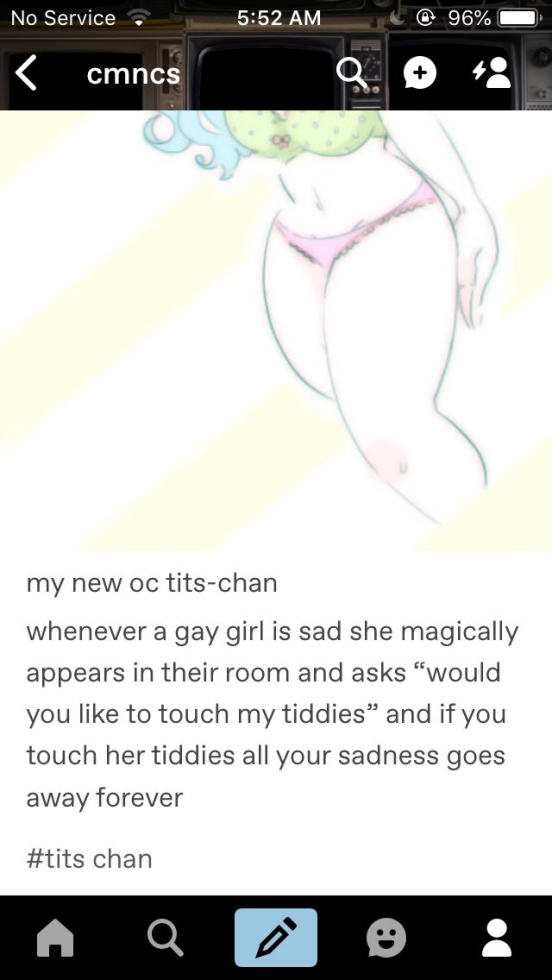 No Service 5:52 AM 96%
cmncs
my new oc tits-chan
whenever a gay girl is sad she magically
appears in their room and asks “would
you like to touch my tiddies” and if you
touch her tiddies all your sadness goes
away forever
#tits chan